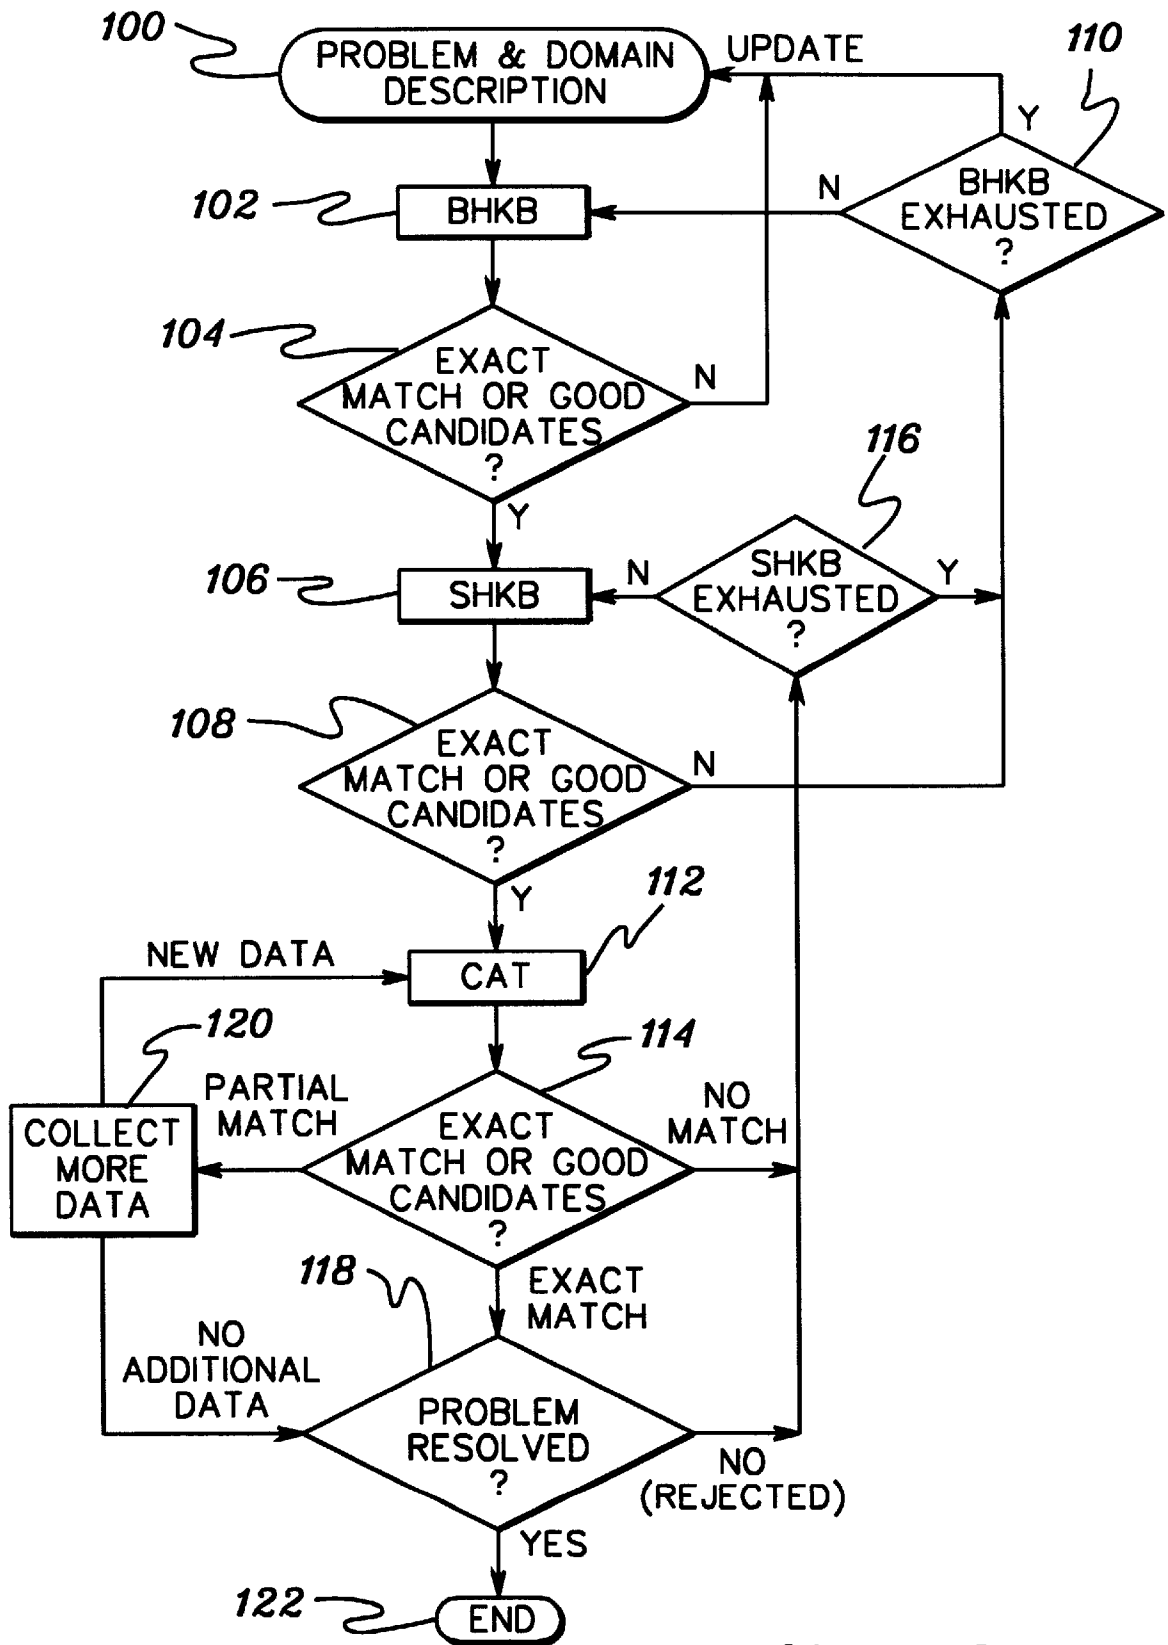 100
PROBLEM & DOMAIN
DESCRIPTION
UPDATE
110
Y
BHKB
EXHAUSTED
?
N
102
BHKB
104
EXACT
MATCH OR GOOD
CANDIDATES
?
N
Y
116
SHKB
EXHAUSTED
?
N
Y
106
SHKB
108
EXACT
MATCH OR GOOD
CANDIDATES
?
N
Y
112
NEW DATA
CAT
120
114
PARTIAL
MATCH
NO
MATCH
COLLECT
MORE
DATA
EXACT
MATCH OR GOOD
CANDIDATES
?
118
EXACT
MATCH
NO
ADDITIONAL
DATA
PROBLEM
RESOLVED
?
NO
(REJECTED)
YES
122
END